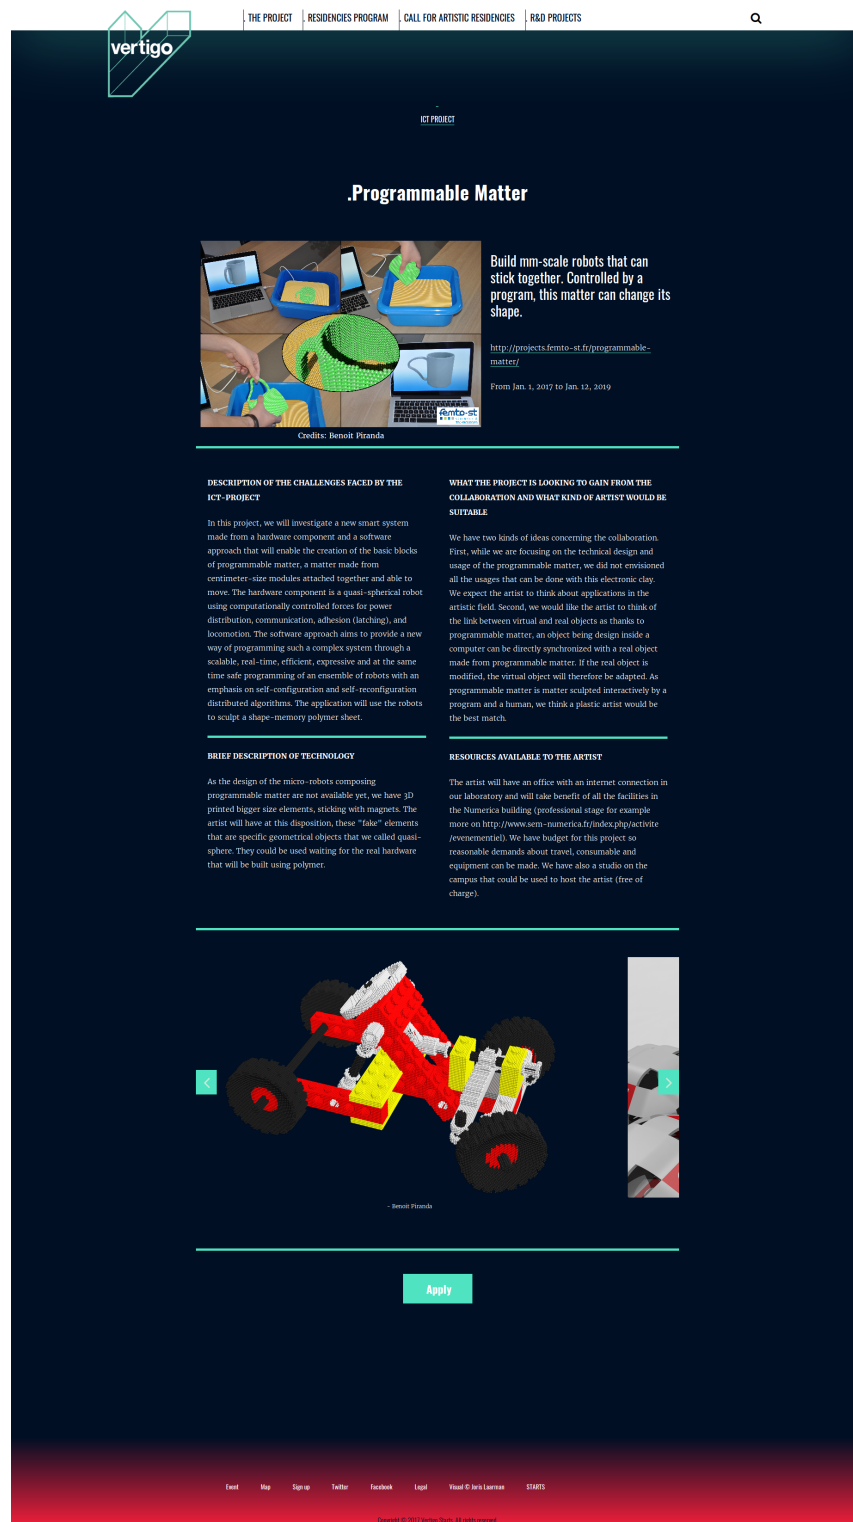 . THE PROJECT
. RESIDENCIES PROGRAM
. CALL FOR ARTISTIC RESIDENCIES
. R&D PROJECTS
vertigo
ICT PROJECT
.Programmable Matter
Build mm-scale robots that can
stick together. Controlled by a
program, this matter can change its
shape.
http://projects.femto-st.fr/programmable-
matter/
From Jan. 1, 2017 to Jan. 12, 2019
femto-st
Credits: Benoit Piranda
DESCRIPTION OF THE CHALLENGES FACED BY THE
ICT-PROJECT
In this project, we will investigate a new smart system
made from a hardware component and a software
approach that will enable the creation of the basic blocks
of programmable matter, a matter made from
centimeter-size modules attached together and able to
move. The hardware component is a quasi-spherical robot
using computationally controlled forces for power
distribution, communication, adhesion (latching), and
locomotion. The software approach aims to provide a new
way of programming such a complex system through a
scalable, real-time, efficient, expressive and at the same
time safe programming of an ensemble of robots with an
emphasis on self-configuration and self-reconfiguration
distributed algorithms. The application will use the robots
to sculpt a shape-memory polymer sheet.
BRIEF DESCRIPTION OF TECHNOLOGY
As the design of the micro-robots composing
programmable matter are not available yet, we have 3D
printed bigger size elements, sticking with magnets. The
artist will have at this disposition, these "fake" elements
that are specific geometrical objects that we called quasi-
sphere. They could be used waiting for the real hardware
that will be built using polymer.
WHAT THE PROJECT IS LOOKING TO GAIN FROM THE
COLLABORATION AND WHAT KIND OF ARTIST WOULD BE
SUITABLE
We have two kinds of ideas concerning the collaboration.
First, while we are focusing on the technical design and
usage of the programmable matter, we did not envisioned
all the usages that can be done with this electronic clay.
We expect the artist to think about applications in the
artistic field. Second, we would like the artist to think of
the link between virtual and real objects as thanks to
programmable matter, an object being design inside a
computer can be directly synchronized with a real object
made from programmable matter. If the real object is
modified, the virtual object will therefore be adapted. As
programmable matter is matter sculpted interactively by a
program and a human, we think a plastic artist would be
the best match.
RESOURCES AVAILABLE TO THE ARTIST
The artist will have an office with an internet connection in
our laboratory and will take benefit of all the facilities in
the Numerica building (professional stage for example
more on http://www.sem-numerica.fr/index.php/activite
/evenementiel). We have budget for this project so
reasonable demands about travel, consumable and
equipment can be made. We have also a studio on the
campus that could be used to host the artist (free of
charge).
- Benoit Piranda
Apply
Event
Map
Sign up
Twitter
Facebook
Legal
Visual © Joris Laarman
STARTS
Copyright © 2017 Vertigo Starts. All rights reserved